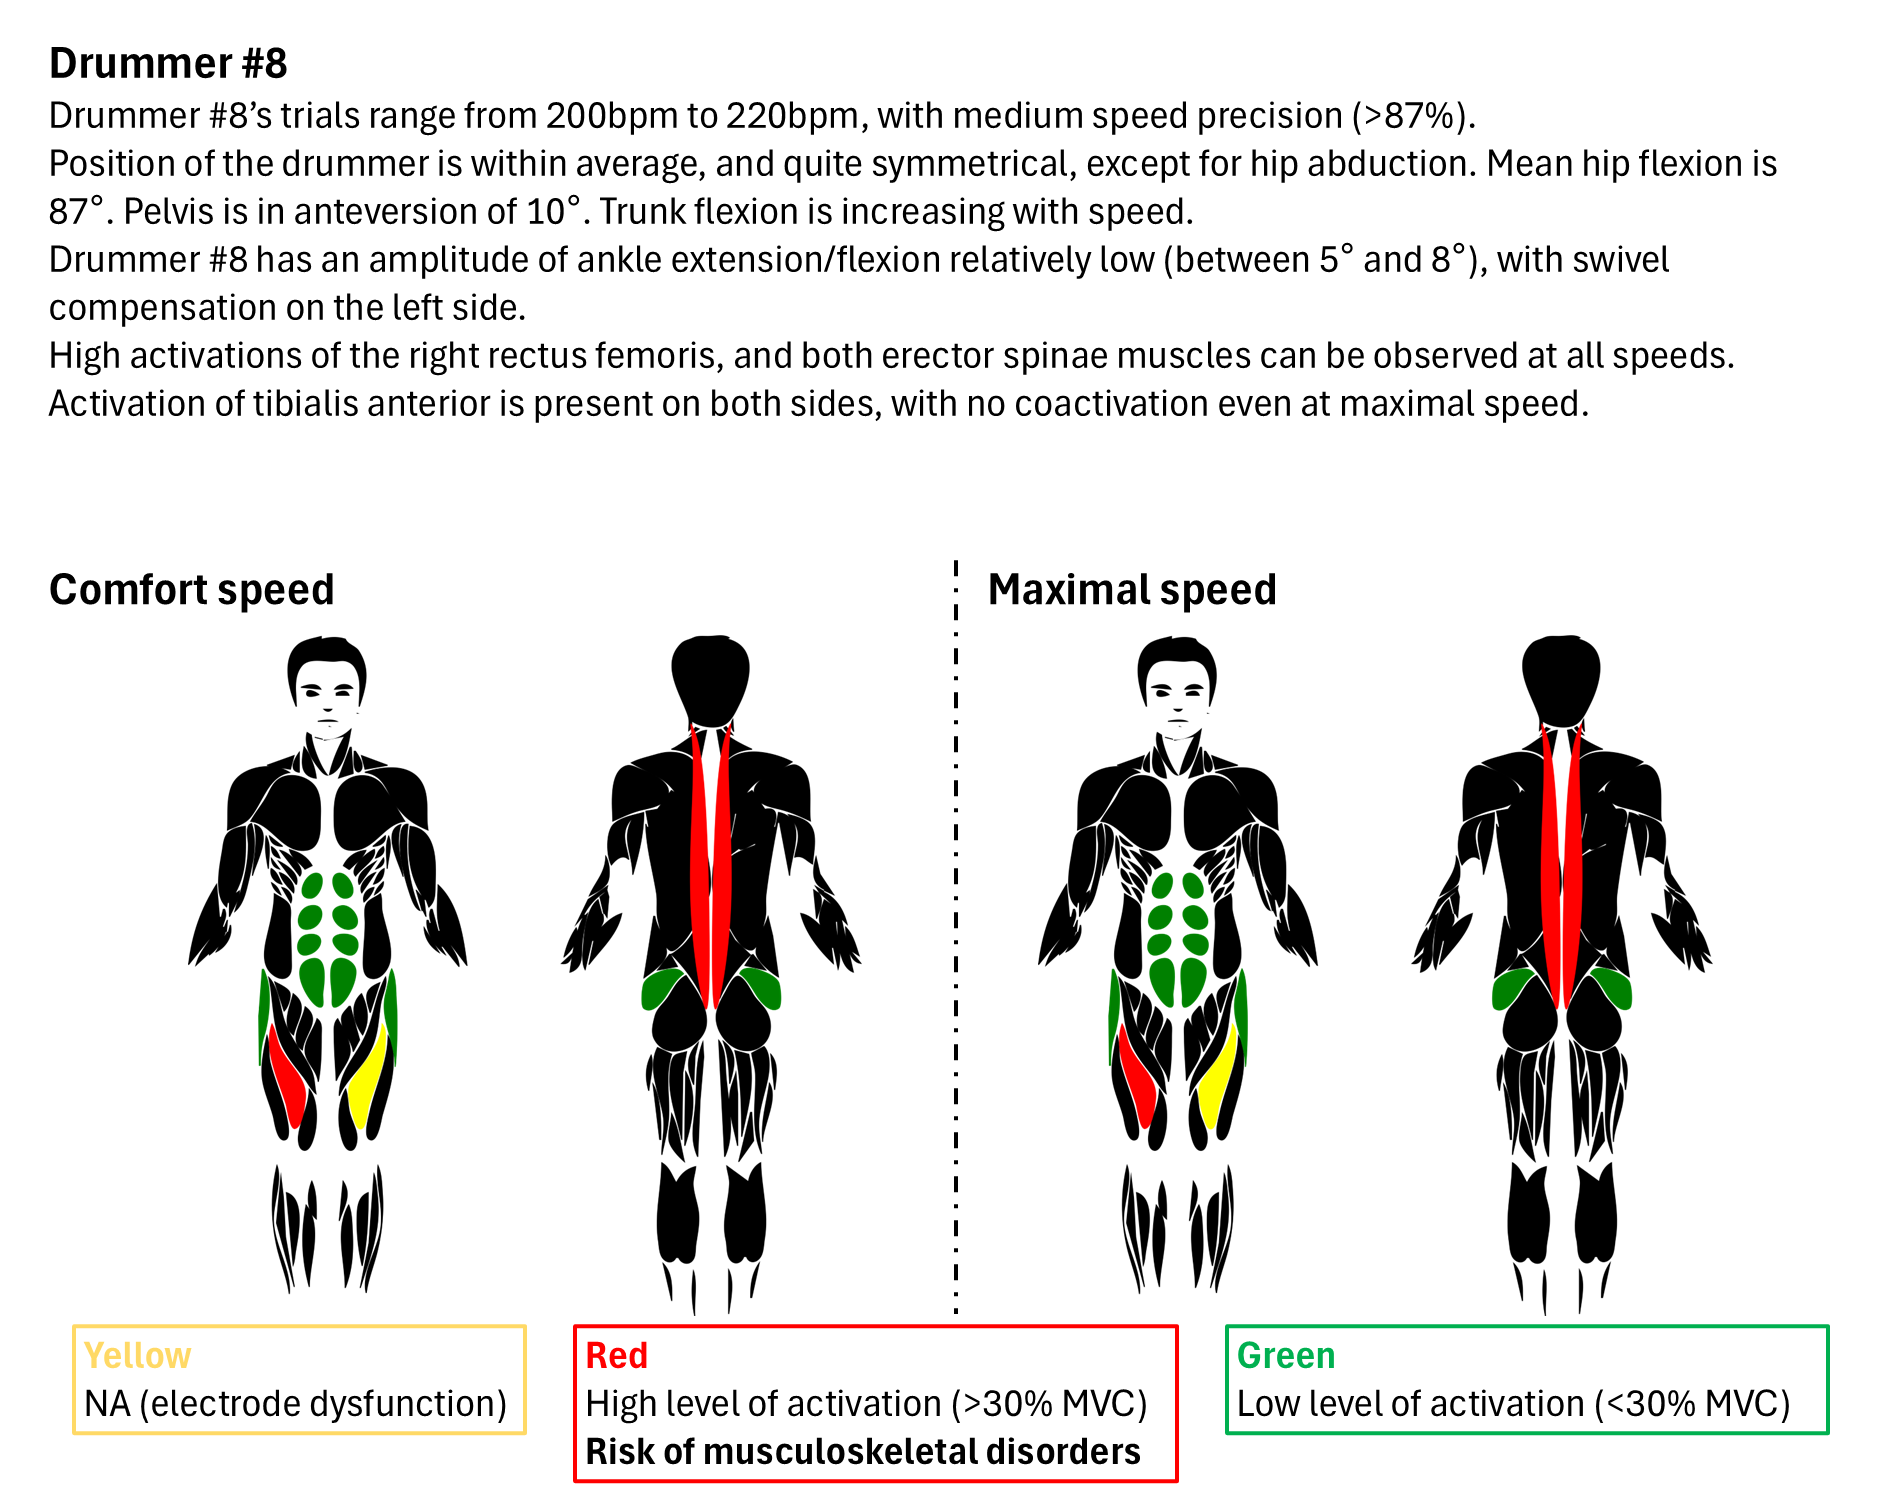 Drummer #8
Drummer #8’s trials range from 200bpm to 220bpm, with medium speed precision (>87%).
Position of the drummer is within average, and quite symmetrical, except for hip abduction. Mean hip flexion is
87°. Pelvis is in anteversion of 10°. Trunk flexion is increasing with speed.
Drummer #8 has an amplitude of ankle extension/flexion relatively low (between 5° and 8°), with swivel
compensation on the left side.
High activations of the right rectus femoris, and both erector spinae muscles can be observed at all speeds.
Activation of tibialis anterior is present on both sides, with no coactivation even at maximal speed.
Comfort speed
Maximal speed
Yellow
NA (electrode dysfunction)
Red
High level of activation (>30% MVC)
Risk of musculoskeletal disorders
Green
Low level of activation (<30% MVC)